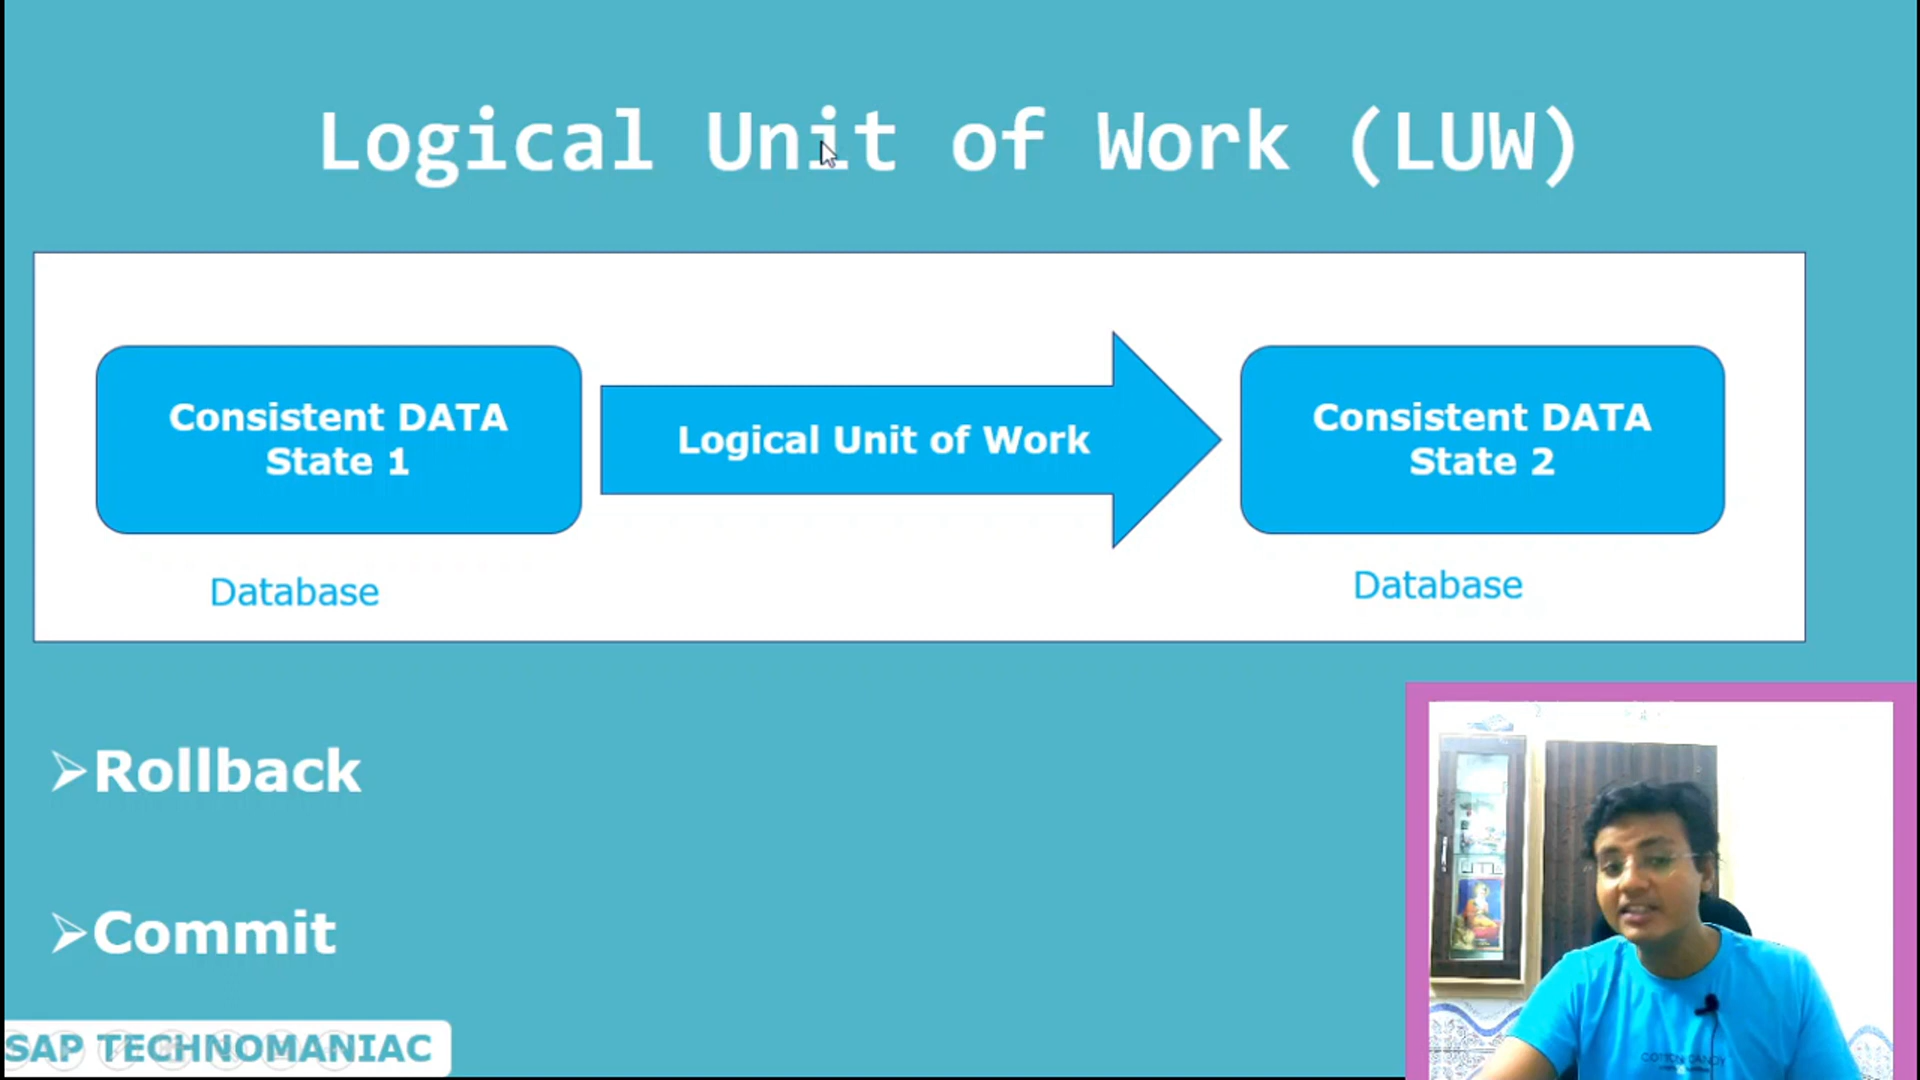 Logical Unit of Work (LUW)
Consistent DATA
State 1
Logical Unit of Work
Consistent DATA
State 2
Database
Database
➢Rollback
➢Commit
SAP TECHNOMANIAC